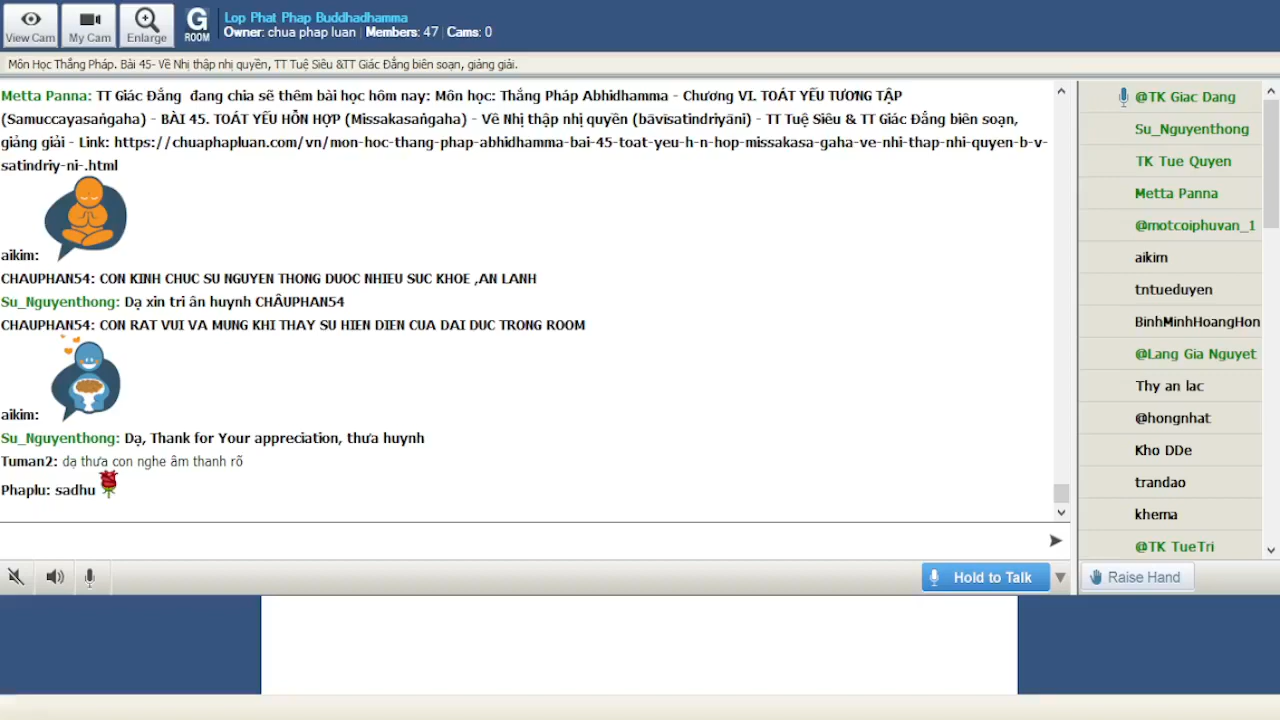 View Cam
My Cam
Enlarge
G
ROOM
Lop Phat Phap Buddhadhamma
Owner: chua phap luan | Members: 47 | Cams: 0
Môn Học Thắng Pháp. Bài 45- Về Nhị thập nhị quyền, TT Tuệ Siêu &TT Giác Đẳng biên soạn, giảng giải.
Metta Panna: TT Giác Đẳng đang chia sẽ thêm bài học hôm nay: Môn học: Thắng Pháp Abhidhamma - Chương VI. TOÁT YẾU TƯƠNG TẬP
(Samuccayasaṅgaha) - BÀI 45. TOÁT YẾU HỖN HỢP (Missakasaṅgaha) - Về Nhị thập nhị quyền (bāvīsatindriyāni) - TT Tuệ Siêu & TT Giác Đẳng biên soạn,
giảng giải - Link: https://chuaphapluan.com/vn/mon-hoc-thang-phap-abhidhamma-bai-45-toat-yeu-h-n-hop-missakasa-gaha-ve-nhi-thap-nhi-quyen-b-v-
satindriy-ni-.html
aikim:
CHAUPHAN54: CON KINH CHUC SU NGUYEN THONG DUOC NHIEU SUC KHOE ,AN LANH
Su_Nguyenthong: Dạ xin tri ân huynh CHÂUPHAN54
CHAUPHAN54: CON RAT VUI VA MUNG KHI THAY SU HIEN DIEN CUA DAI DUC TRONG ROOM
aikim:
Su_Nguyenthong: Dạ, Thank for Your appreciation, thưa huynh
Tuman2: dạ thưa con nghe âm thanh rõ
Phaplu: sadhu
@TK Giac Dang
Su_Nguyenthong
TK Tue Quyen
Metta Panna
@motcoiphuvan_1
aikim
tntueduyen
BinhMinhHoangHon
@Lang Gia Nguyet
Thy an lac
@hongnhat
Kho DDe
trandao
khema
@TK TueTri
Hold to Talk
Raise Hand